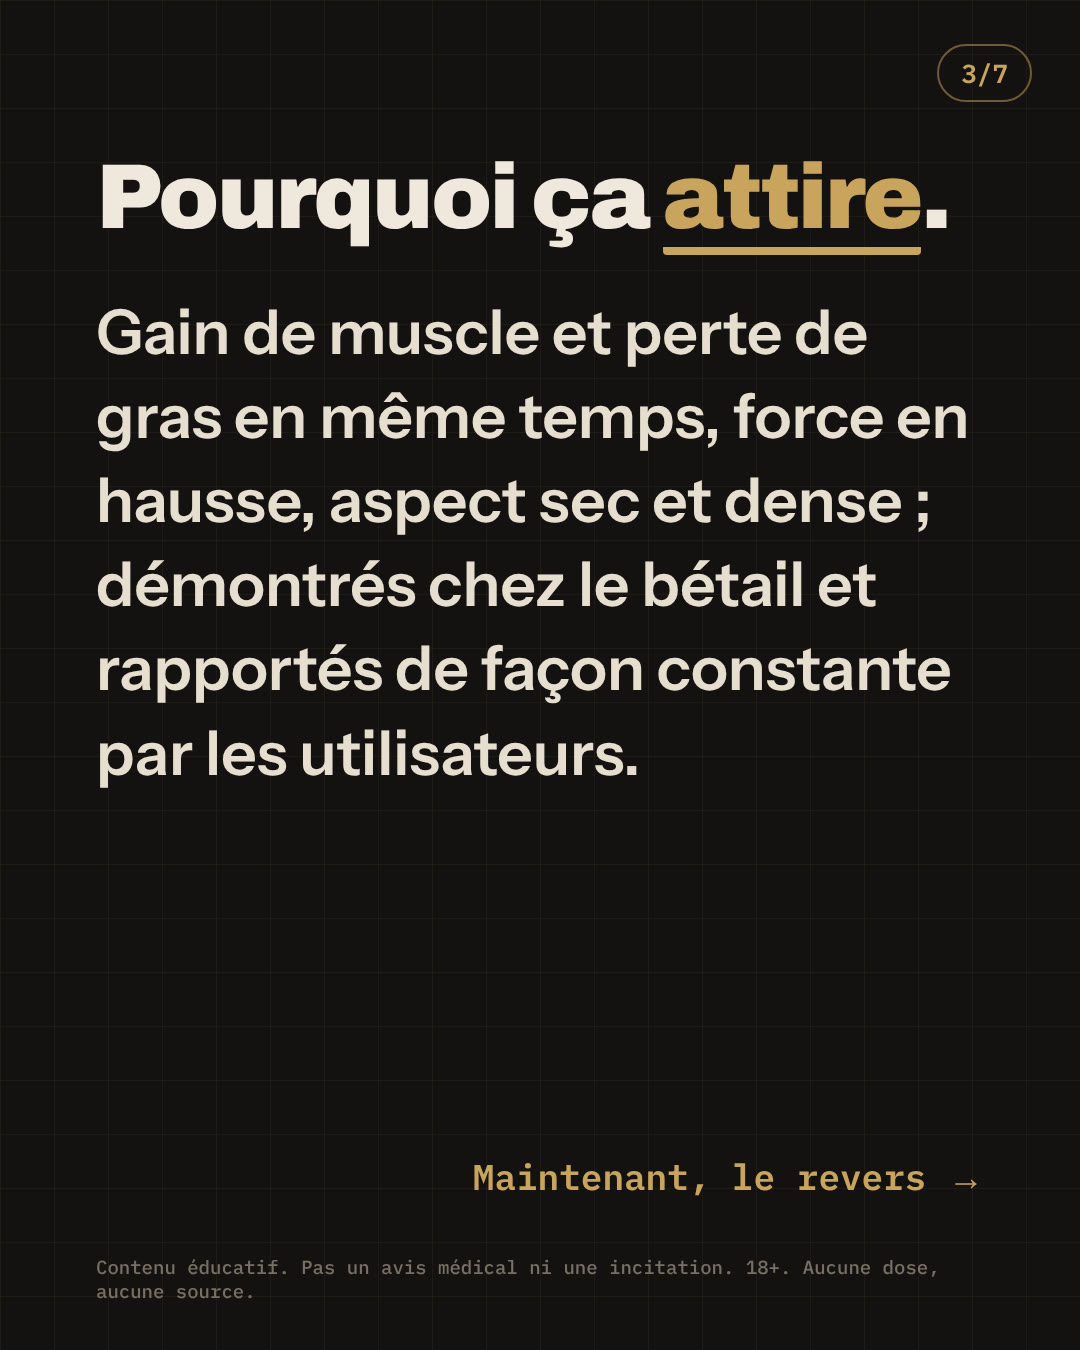 3/7
Pourquoi ça attire.
Gain de muscle et perte de
gras en même temps, force en
hausse, aspect sec et dense ;
démontrés chez le bétail et
rapportés de façon constante
par les utilisateurs.
Maintenant, le revers →
Contenu éducatif. Pas un avis médical ni une incitation. 18+. Aucune dose,
aucune source.